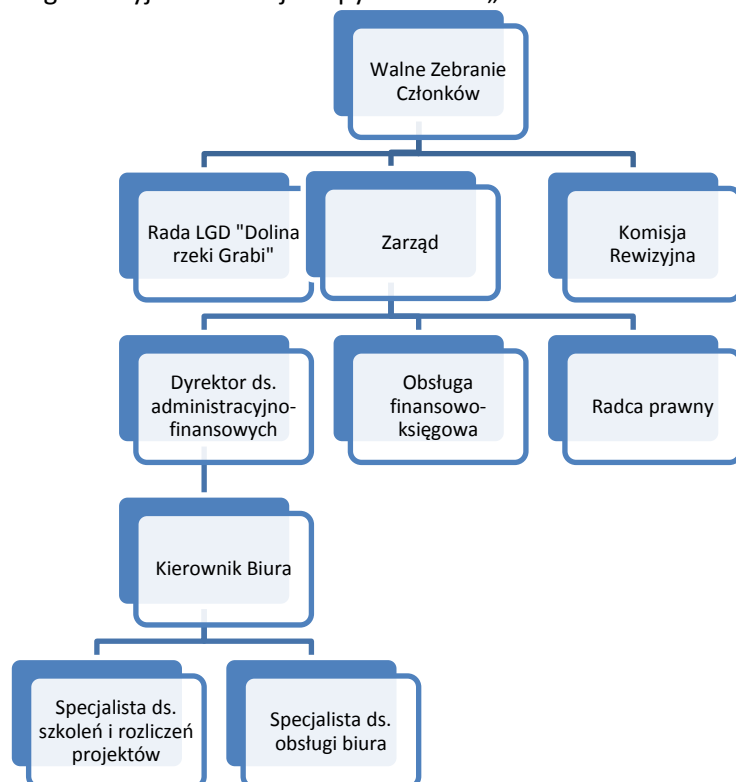 Walne Zebranie
Członków
Rada LGD "Dolina
rzeki Grabi"
Zarząd
Komisja
Rewizyjna
Dyrektor ds.
administracyjno-
finansowych
Obsługa
finansowo-
księgowa
Radca prawny
Kierownik Biura
Specjalista ds.
szkoleń i rozliczeń
projektów
Specjalista ds.
obsługi biura